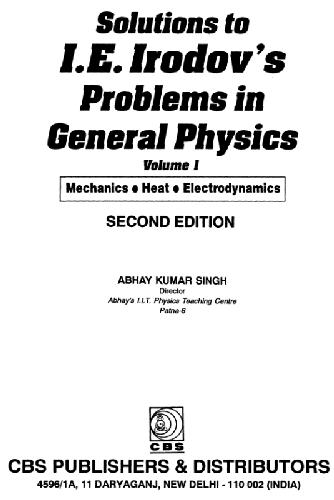 Solutions to
I.E. Irodov's
Problems in
General Physics
Volume I
Mechanics ● Heat ● Electrodynamics
SECOND EDITION
ABHAY KUMAR SINGH
Director
Abhay's I.I.T. Physics Teaching Centre
Patna-6
CBS
CBS PUBLISHERS & DISTRIBUTORS
4596/1A, 11 DARYAGANJ, NEW DELHI - 110 002 (INDIA)